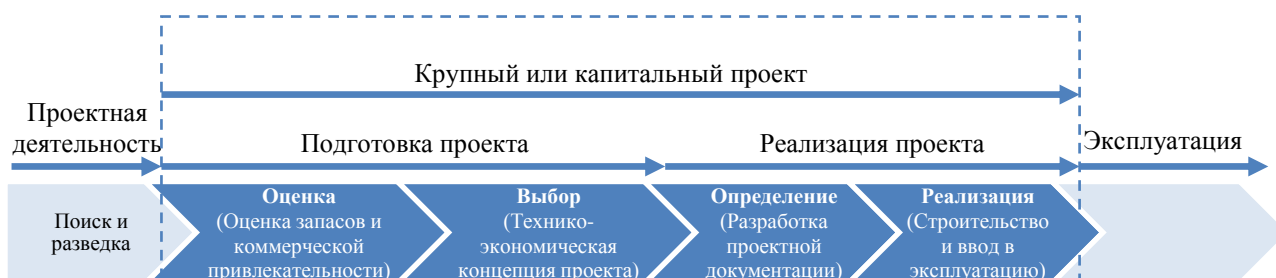 Крупный или капитальный проект
Проектная
деятельность
Подготовка проекта
Реализация проекта
Эксплуатация
Поиск и
разведка
Оценка
(Оценка запасов и
коммерческой
привлекательности)
Выбор
(Технико-
экономическая
концепция проекта)
Определение
(Разработка
проектной
документации)
Реализация
(Строительство
и ввод в
эксплуатацию)